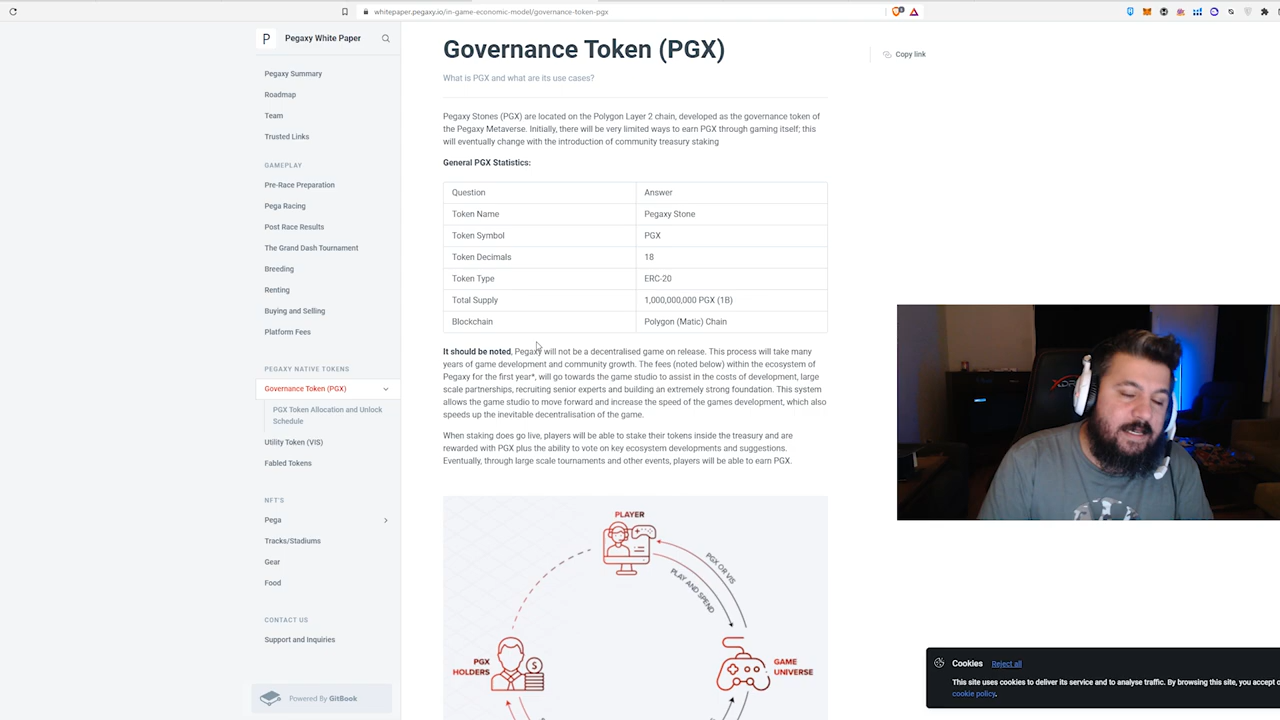 whitepaper.pegaxy.io/in-game-economic-model/governance-token-pgx
P
Pegaxy White Paper
Pegaxy Summary
Roadmap
Team
Trusted Links
GAMEPLAY
Pre-Race Preparation
Pega Racing
Post Race Results
The Grand Dash Tournament
Breeding
Renting
Buying and Selling
Platform Fees
PEGAXY NATIVE TOKENS
Governance Token (PGX)
PGX Token Allocation and Unlock
Schedule
Utility Token (VIS)
Fabled Tokens
NFT'S
Pega
Tracks/Stadiums
Gear
Food
CONTACT US
Support and Inquiries
Powered By GitBook
Governance Token (PGX)
What is PGX and what are its use cases?
Copy link
Pegaxy Stones (PGX) are located on the Polygon Layer 2 chain, developed as the governance token of
the Pegaxy Metaverse. Initially, there will be very limited ways to earn PGX through gaming itself; this
will eventually change with the introduction of community treasury staking
General PGX Statistics:
Question Answer
Token Name Pegaxy Stone
Token Symbol PGX
Token Decimals 18
Token Type ERC-20
Total Supply 1,000,000,000 PGX (1B)
Blockchain Polygon (Matic) Chain
It should be noted, Pegaxy will not be a decentralised game on release. This process will take many
years of game development and community growth. The fees (noted below) within the ecosystem of
Pegaxy for the first year*, will go towards the game studio to assist in the costs of development, large
scale partnerships, recruiting senior experts and building an extremely strong foundation. This system
allows the game studio to move forward and increase the speed of the games development, which also
speeds up the inevitable decentralisation of the game.
When staking does go live, players will be able to stake their tokens inside the treasury and are
rewarded with PGX plus the ability to vote on key ecosystem developments and suggestions.
Eventually, through large scale tournaments and other events, players will be able to earn PGX.
PLAYER
PGX OR VIS
PLAY AND SPEND
PGX
HOLDERS
GAME
UNIVERSE
Cookies Reject all
This site uses cookies to deliver its service and to analyse traffic. By browsing this site, you accept
cookie policy.